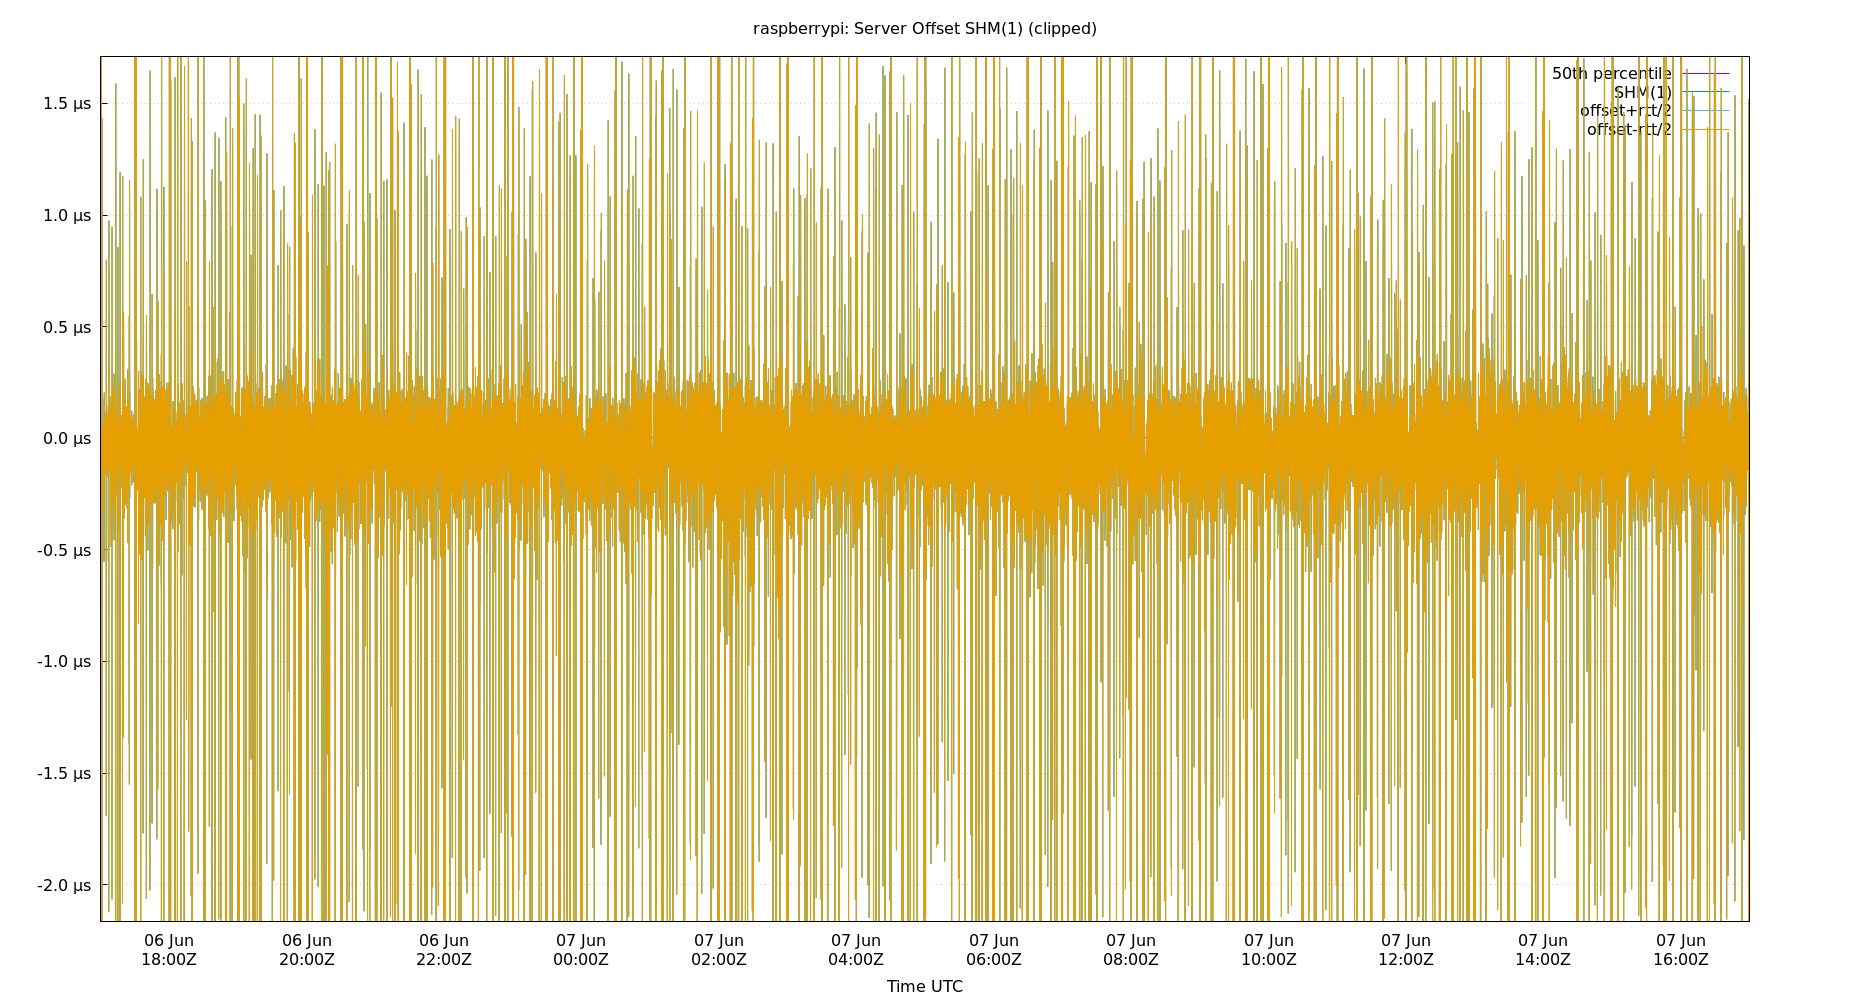 raspberrypi: Server Offset SHM(1) (clipped)
50th percentile
SHM(1)
offset+rtt/2
offset-rtt/2
1.5 µs
1.0 µs
0.5 µs
0.0 µs
-0.5 µs
-1.0 µs
-1.5 µs
-2.0 µs
06 Jun 06 Jun 06 Jun 07 Jun 07 Jun 07 Jun 07 Jun 07 Jun 07 Jun 07 Jun 07 Jun 07 Jun
18:00Z 20:00Z 22:00Z 00:00Z 02:00Z 04:00Z 06:00Z 08:00Z 10:00Z 12:00Z 14:00Z 16:00Z
Time UTC